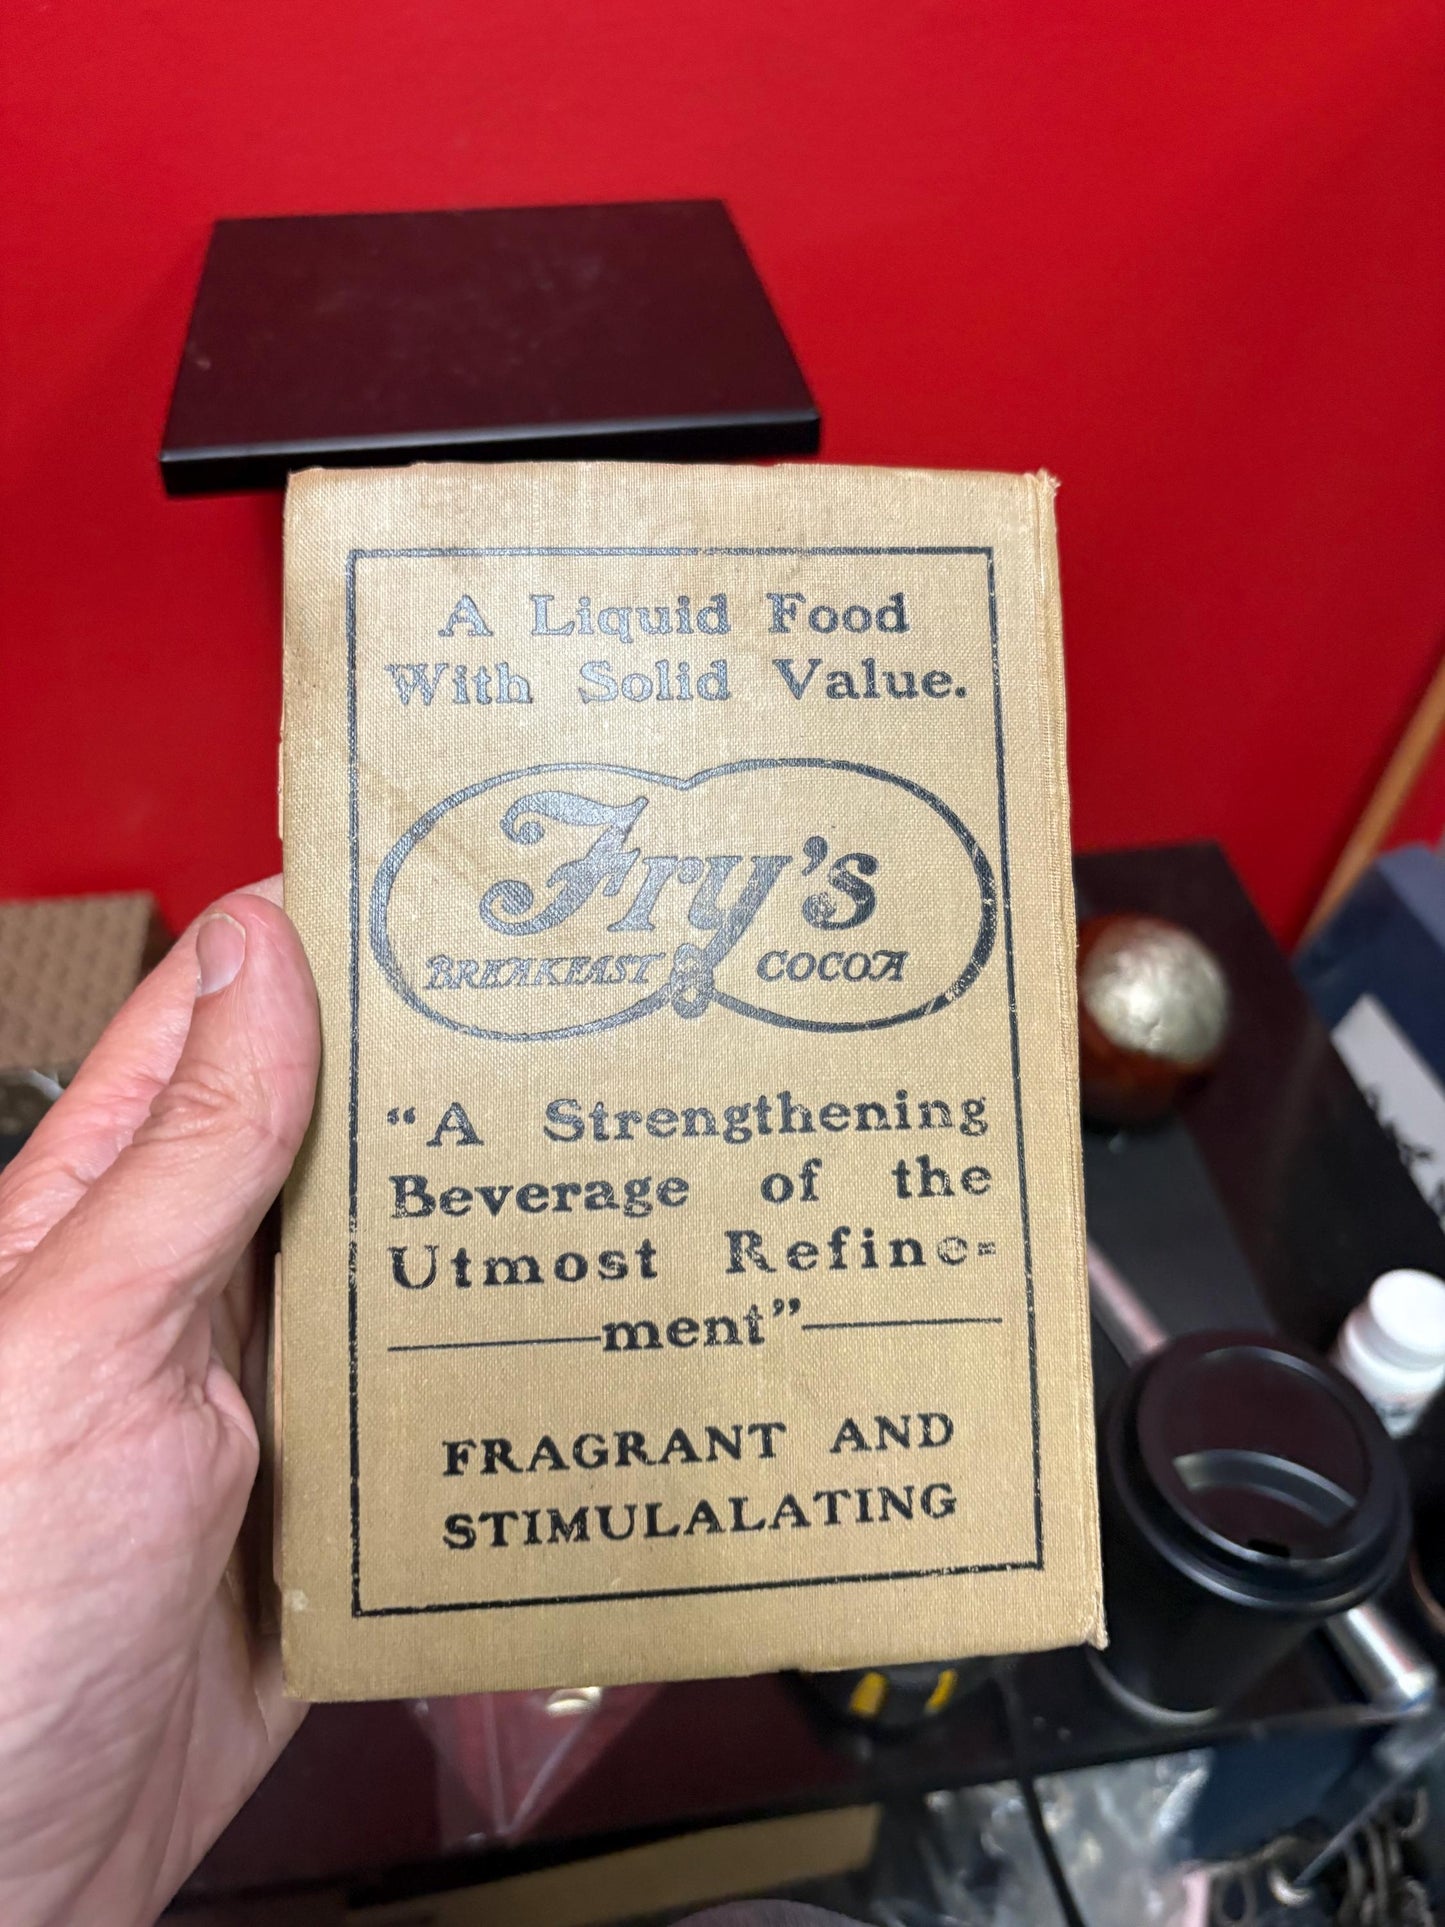 A Liquid Food
With Solid Value.
Fry's
BREAKFAST COCOA
“A Strengthening
Beverage of the
Utmost Refine=
ment”
FRAGRANT AND
STIMULALATING